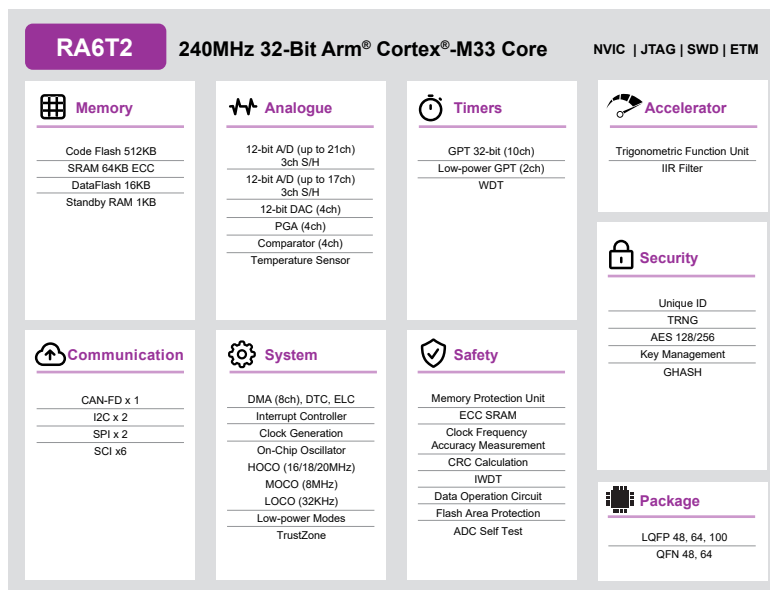 RA6T2
240MHz 32-Bit Arm® Cortex®-M33 Core
NVIC | JTAG | SWD | ETM
Memory
Code Flash 512KB
SRAM 64KB ECC
DataFlash 16KB
Standby RAM 1KB
Analogue
12-bit A/D (up to 21ch)
3ch S/H
12-bit A/D (up to 17ch)
3ch S/H
12-bit DAC (4ch)
PGA (4ch)
Comparator (4ch)
Temperature Sensor
Timers
GPT 32-bit (10ch)
Low-power GPT (2ch)
WDT
Accelerator
Trigonometric Function Unit
IIR Filter
Security
Unique ID
TRNG
AES 128/256
Key Management
GHASH
Communication
CAN-FD x 1
I2C x 2
SPI x 2
SCI x6
System
DMA (8ch), DTC, ELC
Interrupt Controller
Clock Generation
On-Chip Oscillator
HOCO (16/18/20MHz)
MOCO (8MHz)
LOCO (32KHz)
Low-power Modes
TrustZone
Safety
Memory Protection Unit
ECC SRAM
Clock Frequency
Accuracy Measurement
CRC Calculation
IWDT
Data Operation Circuit
Flash Area Protection
ADC Self Test
Package
LQFP 48, 64, 100
QFN 48, 64